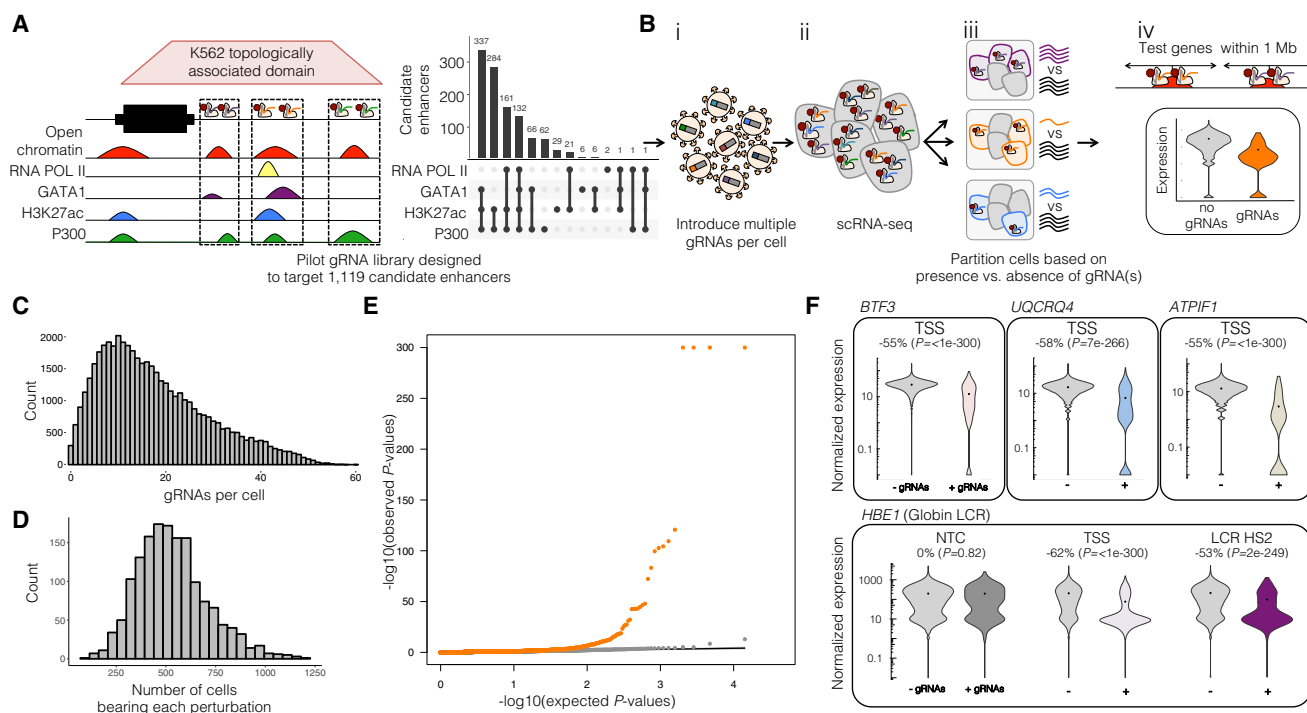 A
K562 topologically
associated domain
Open
chromatin
RNA POL II
GATA1
H3K27ac
P300
Candidate
enhancers
300
200
100
337
284
161
132
66
62
29
21
6
6
2
1
1
1
RNA POL II
GATA1
H3K27ac
P300
Pilot gRNA library designed
to target 1,119 candidate enhancers
B
i
ii
iii
iv
Introduce multiple
gRNAs per cell
scRNA-seq
vs
vs
vs
Partition cells based on
presence vs. absence of gRNA(s)
Test genes within 1 Mb
Expression
no
gRNAs
gRNAs
C
Count
2000
1500
1000
500
0
0
20
40
60
gRNAs per cell
D
Count
150
100
50
0
250
500
750
1000
1250
Number of cells
bearing each perturbation
E
-log10(observed P-values)
300
250
200
150
100
50
0
0
1
2
3
4
-log10(expected P-values)
F
Normalized expression
BTF3
TSS
-55% (P=<1e-300)
10
0.1
- gRNAs
+ gRNAs
UQCRQ4
TSS
-58% (P=7e-266)
10
0.1
-
+
ATPIF1
TSS
-55% (P=<1e-300)
10
0.1
-
+
HBE1 (Globin LCR)
Normalized expression
1000
10
0.1
NTC
0% (P=0.82)
- gRNAs
+ gRNAs
TSS
-62% (P=<1e-300)
-
+
LCR HS2
-53% (P=2e-249)
-
+